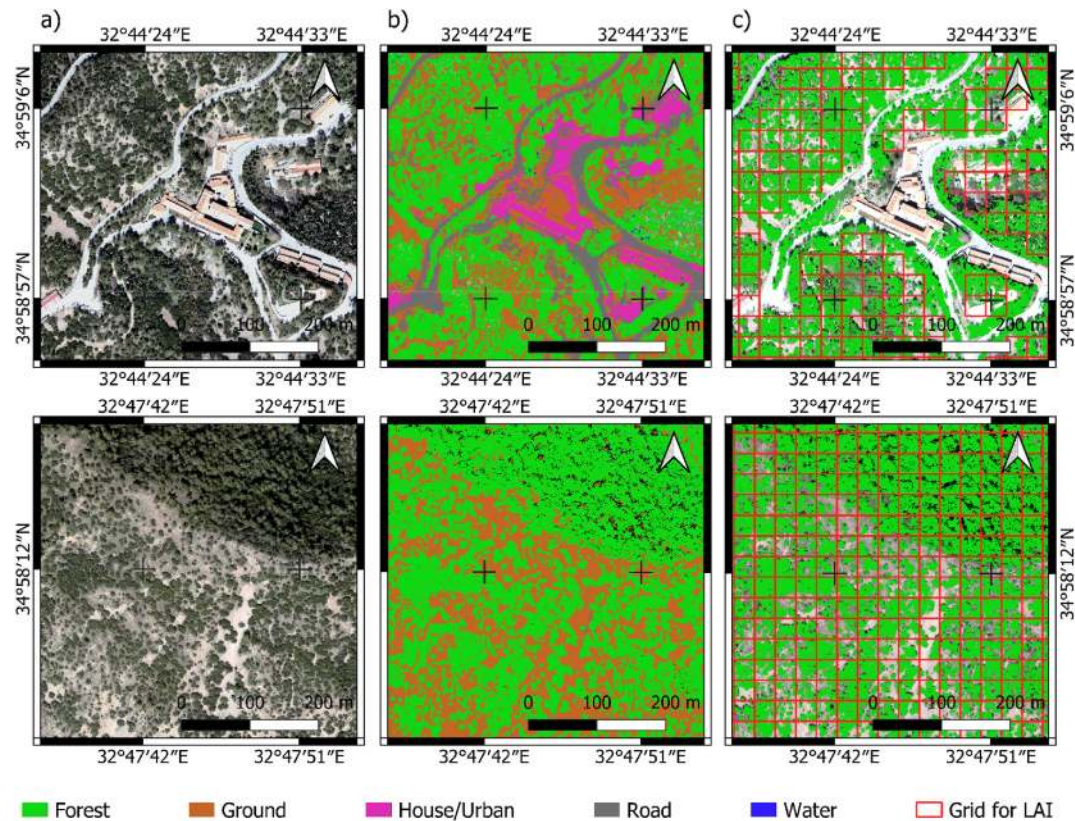 a) b) c)
32°44′24″E 32°44′33″E 32°44′24″E 32°44′33″E 32°44′24″E 32°44′33″E
34°59′6″N 34°59′6″N
34°58′57″N 34°58′57″N
0 100 200 m 0 100 200 m 0 100 200 m
32°44′24″E 32°44′33″E 32°44′24″E 32°44′33″E 32°44′24″E 32°44′33″E
32°47′42″E 32°47′51″E 32°47′42″E 32°47′51″E 32°47′42″E 32°47′51″E
34°58′12″N 34°58′12″N
0 100 200 m 0 100 200 m 0 100 200 m
32°47′42″E 32°47′51″E 32°47′42″E 32°47′51″E 32°47′42″E 32°47′51″E
Forest Ground House/Urban Road Water Grid for LAI